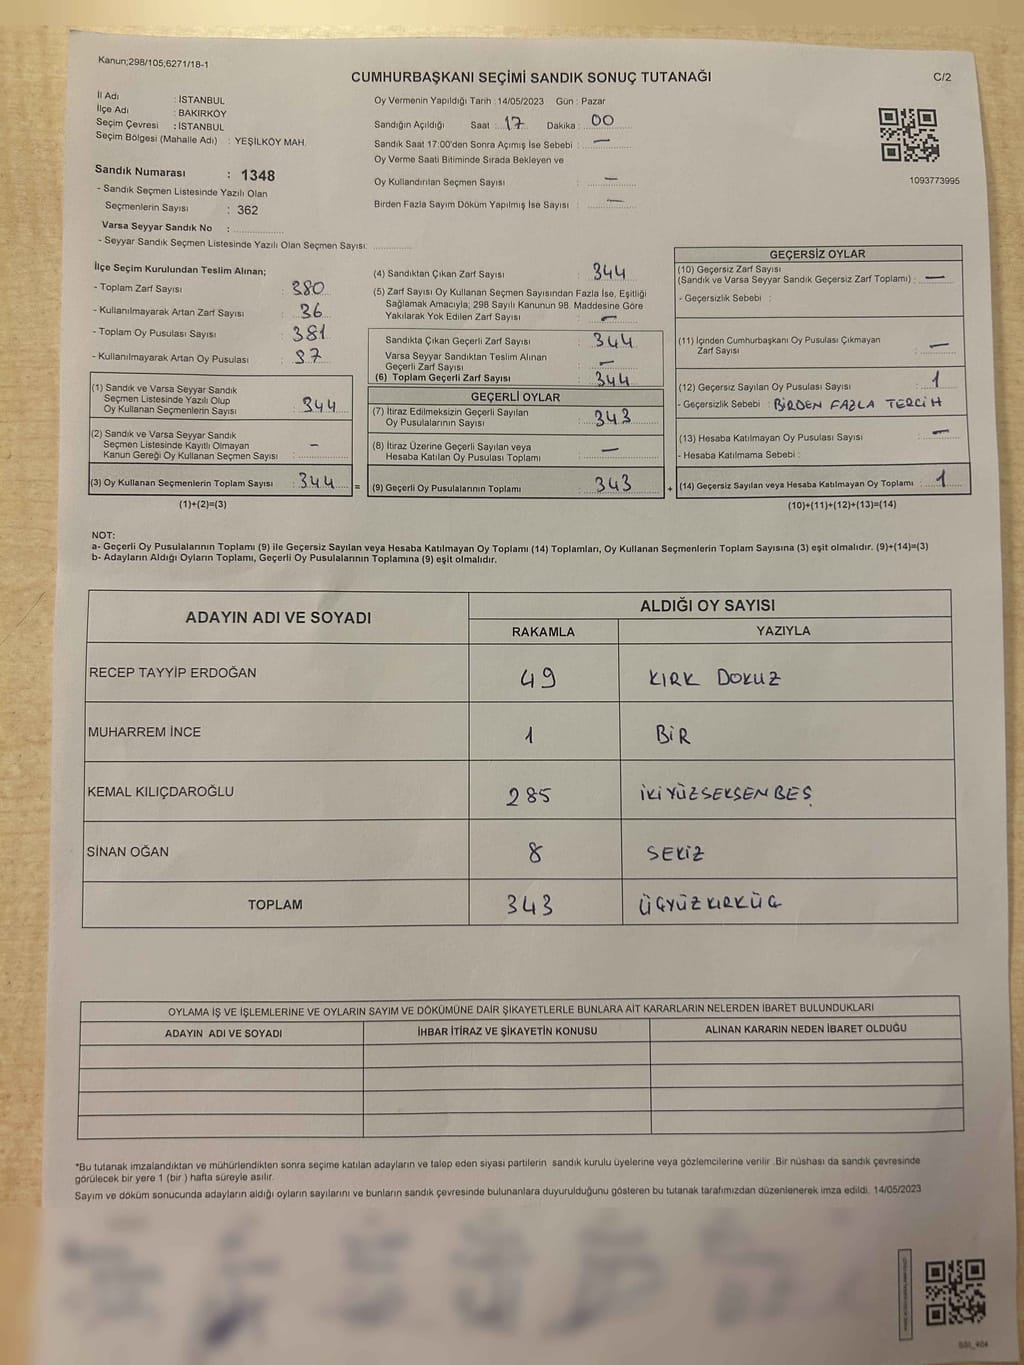 Kanun;298/105;6271/18-1
CUMHURBAŞKANI SEÇİMİ SANDIK SONUÇ TUTANAĞI
C/2
İl Adı : İSTANBUL
İlçe Adı : BAKIRKÖY
Seçim Çevresi : İSTANBUL
Seçim Bölgesi (Mahalle Adı) : YEŞİLKÖY MAH.
Sandık Numarası : 1348
- Sandık Seçmen Listesinde Yazılı Olan
Seçmenlerin Sayısı : 362
Varsa Seyyar Sandık No :
- Seyyar Sandık Seçmen Listesinde Yazılı Olan Seçmen Sayısı:
Oy Vermenin Yapıldığı Tarih :14/05/2023 Gün : Pazar
Sandığın Açıldığı Saat : 17 Dakika : 00
Sandık Saat 17:00'den Sonra Açımış İse Sebebi : —
Oy Verme Saati Bitiminde Sırada Bekleyen ve
Oy Kullandırılan Seçmen Sayısı : —
Birden Fazla Sayım Döküm Yapılmış İse Sayısı : —
1093773995
İlçe Seçim Kurulundan Teslim Alınan;
- Toplam Zarf Sayısı : 380
- Kullanılmayarak Artan Zarf Sayısı : 36
- Toplam Oy Pusulası Sayısı : 381
- Kullanılmayarak Artan Oy Pusulası : 37
(1) Sandık ve Varsa Seyyar Sandık
Seçmen Listesinde Yazılı Olup
Oy Kullanan Seçmenlerin Sayısı : 344
(2) Sandık ve Varsa Seyyar Sandık
Seçmen Listesinde Kayıtlı Olmayan
Kanun Gereği Oy Kullanan Seçmen Sayısı : —
(3) Oy Kullanan Seçmenlerin Toplam Sayısı : 344 =
(1)+(2)=(3)
(4) Sandıktan Çıkan Zarf Sayısı : 344
(5) Zarf Sayısı Oy Kullanan Seçmen Sayısından Fazla İse, Eşitliği
Sağlamak Amacıyla, 298 Sayılı Kanunun 98. Maddesine Göre
Yakılarak Yok Edilen Zarf Sayısı : —
Sandıkta Çıkan Geçerli Zarf Sayısı : 344
Varsa Seyyar Sandıktan Teslim Alınan
Geçerli Zarf Sayısı : —
(6) Toplam Geçerli Zarf Sayısı : 344
GEÇERLİ OYLAR
(7) İtiraz Edilmeksizin Geçerli Sayılan
Oy Pusulalarının Sayısı : 343
(8) İtiraz Üzerine Geçerli Sayılan veya
Hesaba Katılan Oy Pusulası Toplamı : —
(9) Geçerli Oy Pusulalarının Toplamı : 343 +
GEÇERSİZ OYLAR
(10) Geçersiz Zarf Sayısı
(Sandık ve Varsa Seyyar Sandık Geçersiz Zarf Toplamı) : —
- Geçersizlik Sebebi :
(11) İçinden Cumhurbaşkanı Oy Pusulası Çıkmayan
Zarf Sayısı : —
(12) Geçersiz Sayılan Oy Pusulası Sayısı : 1
- Geçersizlik Sebebi : BİRDEN FAZLA TERCİH
(13) Hesaba Katılmayan Oy Pusulası Sayısı : —
- Hesaba Katılmama Sebebi :
(14) Geçersiz Sayılan veya Hesaba Katılmayan Oy Toplamı : 1
(10)+(11)+(12)+(13)=(14)
NOT:
a- Geçerli Oy Pusulalarının Toplamı (9) ile Geçersiz Sayılan veya Hesaba Katılmayan Oy Toplamı (14) Toplamları, Oy Kullanan Seçmenlerin Toplam Sayısına (3) eşit olmalıdır. (9)+(14)=(3)
b- Adayların Aldığı Oyların Toplamı, Geçerli Oy Pusulalarının Toplamına (9) eşit olmalıdır.
ADAYIN ADI VE SOYADI
ALDIĞI OY SAYISI
RAKAMLA YAZIYLA
RECEP TAYYİP ERDOĞAN 49 KIRK DOKUZ
MUHARREM İNCE 1 BİR
KEMAL KILIÇDAROĞLU 285 İKİYÜZSEKSENBEŞ
SİNAN OĞAN 8 SEKİZ
TOPLAM 343 ÜÇYÜZKIRKÜÇ
OYLAMA İŞ VE İŞLEMLERİNE VE OYLARIN SAYIM VE DÖKÜMÜNE DAİR ŞİKAYETLERLE BUNLARA AİT KARARLARIN NELERDEN İBARET BULUNDUKLARI
ADAYIN ADI VE SOYADI İHBAR İTİRAZ VE ŞİKAYETİN KONUSU ALINAN KARARIN NEDEN İBARET OLDUĞU
*Bu tutanak imzalandıktan ve mühürlendikten sonra seçime katılan adayların ve talep eden siyasi partilerin sandık kurulu üyelerine veya gözlemcilerine verilir .Bir nüshası da sandık çevresinde
görülecek bir yere 1 (bir ) hafta süreyle asılır.
Sayım ve döküm sonucunda adayların aldığı oyların sayılarını ve bunların sandık çevresinde bulunanlara duyurulduğunu gösteren bu tutanak tarafımızdan düzenlenerek imza edildi. 14/05/2023